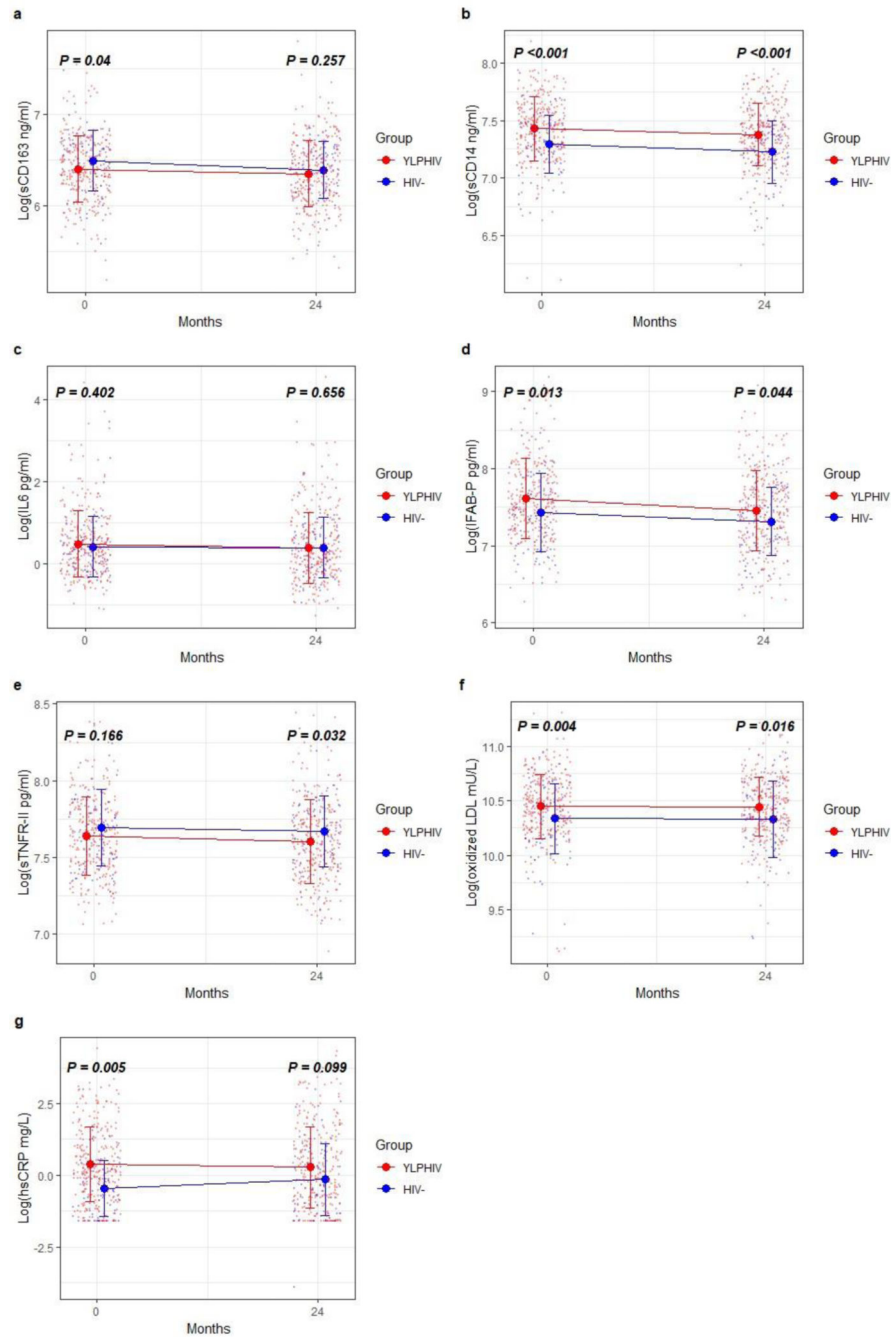 a
P = 0.04
P = 0.257
Log(sCD163 ng/ml)
7
6
0
24
Months
Group
YLPHIV
HIV-
b
P <0.001
P <0.001
Log(sCD14 ng/ml)
8.0
7.5
7.0
6.5
0
24
Months
Group
YLPHIV
HIV-
c
P = 0.402
P = 0.656
Log(IL6 pg/ml)
4
2
0
0
24
Months
Group
YLPHIV
HIV-
d
P = 0.013
P = 0.044
Log(IFAB-P pg/ml)
9
8
7
6
0
24
Months
Group
YLPHIV
HIV-
e
P = 0.166
P = 0.032
Log(sTNFR-II pg/ml)
8.5
8.0
7.5
7.0
0
24
Months
Group
YLPHIV
HIV-
f
P = 0.004
P = 0.016
Log(oxidized LDL mU/L)
11.0
10.5
10.0
9.5
0
24
Months
Group
YLPHIV
HIV-
g
P = 0.005
P = 0.099
Log(hsCRP mg/L)
2.5
0.0
-2.5
0
24
Months
Group
YLPHIV
HIV-